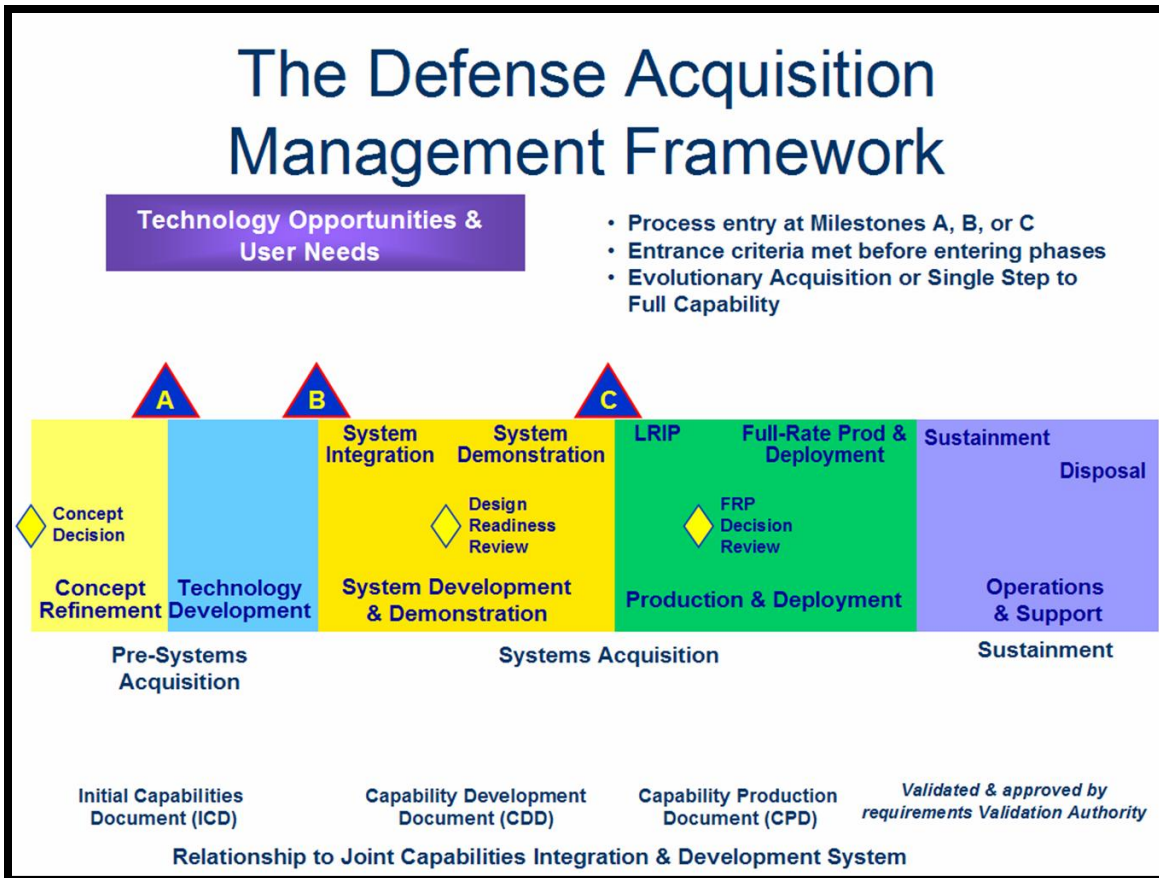 The Defense Acquisition
Management Framework
Technology Opportunities &
User Needs
• Process entry at Milestones A, B, or C
• Entrance criteria met before entering phases
• Evolutionary Acquisition or Single Step to
Full Capability
A
B
C
System
Integration
System
Demonstration
LRIP
Full-Rate Prod &
Deployment
Sustainment
Disposal
Concept
Decision
Design
Readiness
Review
FRP
Decision
Review
Concept
Refinement
Technology
Development
System Development
& Demonstration
Production & Deployment
Operations
& Support
Pre-Systems
Acquisition
Systems Acquisition
Sustainment
Initial Capabilities
Document (ICD)
Capability Development
Document (CDD)
Capability Production
Document (CPD)
Validated & approved by
requirements Validation Authority
Relationship to Joint Capabilities Integration & Development System